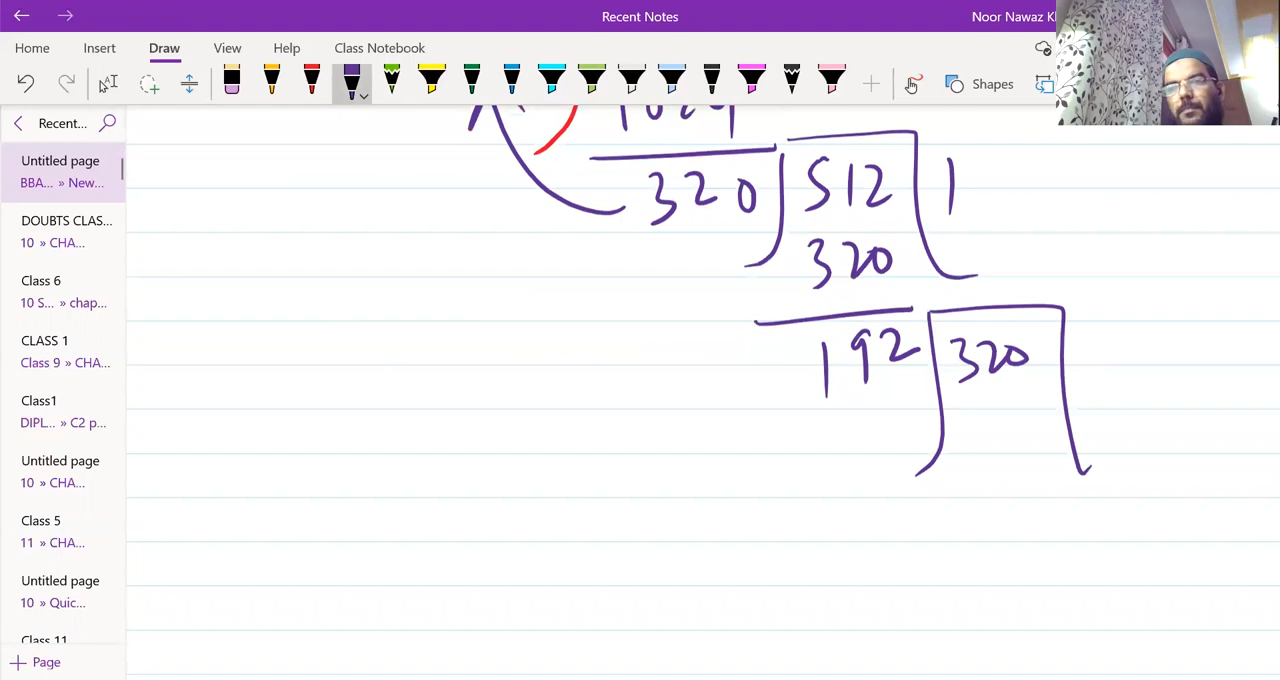 Recent Notes
Noor Nawaz Kh
Home Insert Draw View Help Class Notebook
Shapes
Recent...
Untitled page
BBA... » New...
DOUBTS CLAS...
10 » CHA...
Class 6
10 S... » chap...
CLASS 1
Class 9 » CHA...
Class1
DIPL... » C2 p...
Untitled page
10 » CHA...
Class 5
11 » CHA...
Untitled page
10 » Quic...
Class 11
Page
1024
320 512 1
320
192 320